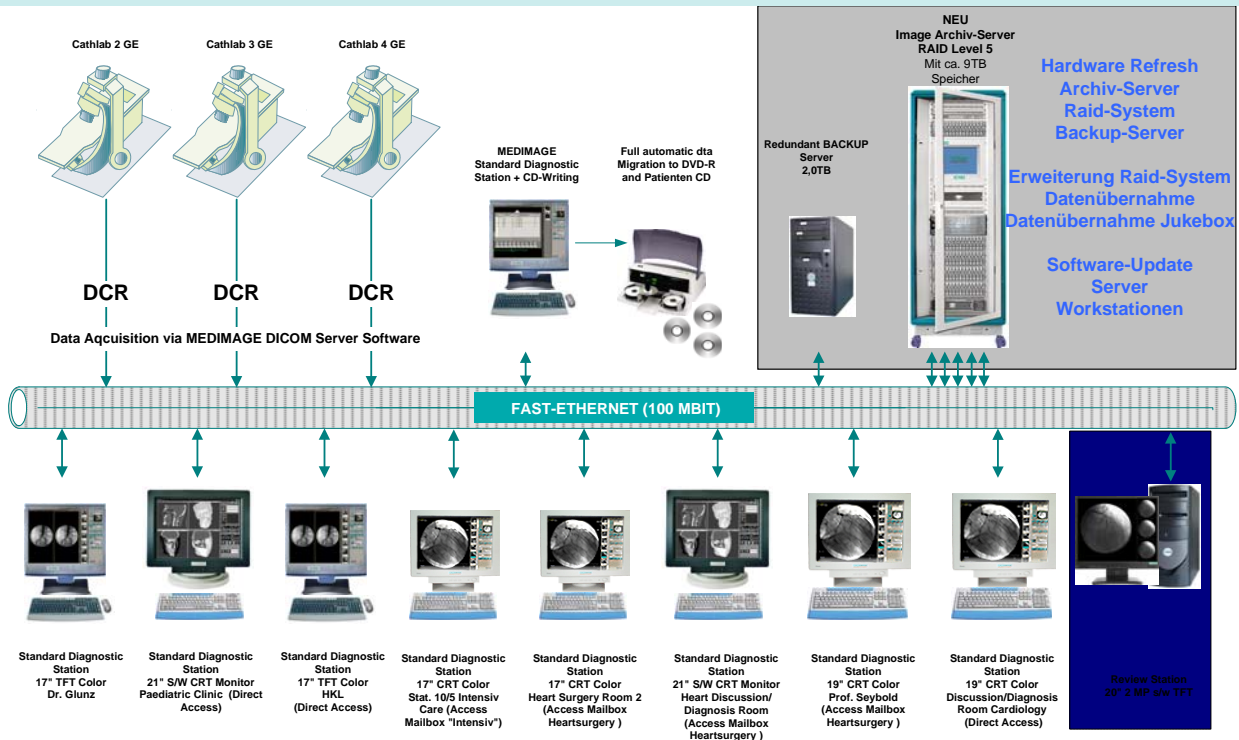 Cathlab 2 GE
Cathlab 3 GE
Cathlab 4 GE
DCR
DCR
DCR
Data Aqcuisition via MEDIMAGE DICOM Server Software
MEDIMAGE
Standard Diagnostic
Station + CD-Writing
Full automatic dta
Migration to DVD-R
and Patienten CD
Redundant BACKUP
Server
2,0TB
NEU
Image Archiv-Server
RAID Level 5
Mit ca. 9TB
Speicher
Hardware Refresh
Archiv-Server
Raid-System
Backup-Server
Erweiterung Raid-System
Datenübernahme
Datenübernahme Jukebox
Software-Update
Server
Workstationen
FAST-ETHERNET (100 MBIT)
Standard Diagnostic
Station
17" TFT Color
Dr. Glunz
Standard Diagnostic
Station
21" S/W CRT Monitor
Paediatric Clinic (Direct
Access)
Standard Diagnostic
Station
17" TFT Color
HKL
(Direct Access)
Standard Diagnostic
Station
17" CRT Color
Stat. 10/5 Intensiv
Care (Access
Mailbox "Intensiv")
Standard Diagnostic
Station
17" CRT Color
Heart Surgery Room 2
(Access Mailbox
Heartsurgery )
Standard Diagnostic
Station
21" S/W CRT Monitor
Heart Discussion/
Diagnosis Room
(Access Mailbox
Heartsurgery )
Standard Diagnostic
Station
19" CRT Color
Prof. Seybold
(Access Mailbox
Heartsurgery )
Standard Diagnostic
Station
19" CRT Color
Discussion/Diagnosis
Room Cardiology
(Direct Access)
Review Station
20" 2 MP s/w TFT